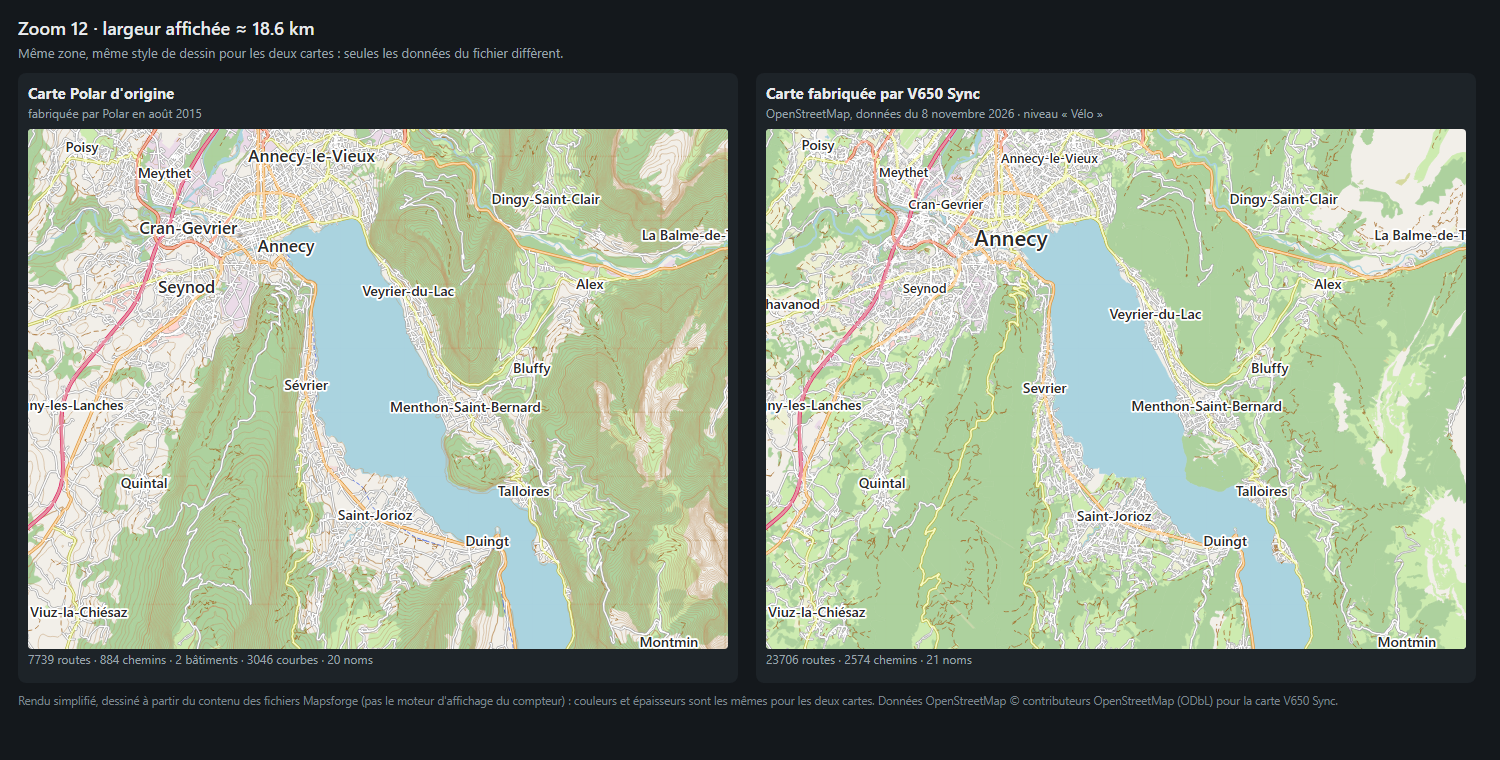 Zoom 12 · largeur affichée ≈ 18.6 km
Même zone, même style de dessin pour les deux cartes : seules les données du fichier diffèrent.
Carte Polar d'origine
fabriquée par Polar en août 2015
Poisy
Annecy-le-Vieux
Meythet
Dingy-Saint-Clair
Cran-Gevrier
La Balme-de-T
Annecy
Seynod
Veyrier-du-Lac
Alex
Bluffy
Sévrier
ny-les-Lanches
Menthon-Saint-Bernard
Quintal
Talloires
Saint-Jorioz
Duingt
Viuz-la-Chiésaz
Montmin
7739 routes · 884 chemins · 2 bâtiments · 3046 courbes · 20 noms
Carte fabriquée par V650 Sync
OpenStreetMap, données du 8 novembre 2026 · niveau « Vélo »
Poisy
Annecy-le-Vieux
Meythet
Dingy-Saint-Clair
Cran-Gevrier
La Balme-de-T
Annecy
Alex
Seynod
havanod
Veyrier-du-Lac
Bluffy
Sevrier
ny-les-Lanches
Menthon-Saint-Bernard
Quintal
Talloires
Saint-Jorioz
Duingt
Viuz-la-Chiésaz
Montmin
23706 routes · 2574 chemins · 21 noms
Rendu simplifié, dessiné à partir du contenu des fichiers Mapsforge (pas le moteur d'affichage du compteur) : couleurs et épaisseurs sont les mêmes pour les deux cartes. Données OpenStreetMap © contributeurs OpenStreetMap (ODbL) pour la carte V650 Sync.